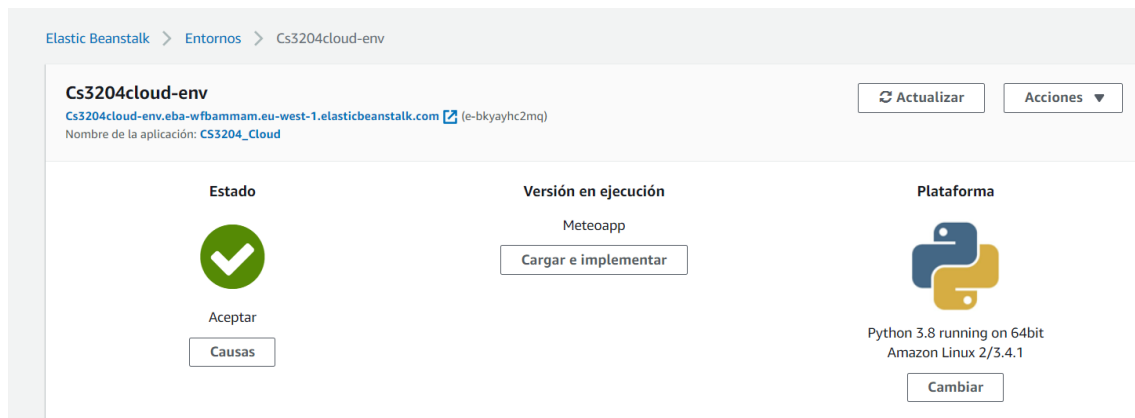 Elastic Beanstalk > Entornos > Cs3204cloud-env
Cs3204cloud-env
Actualizar
Acciones ▼
Cs3204cloud-env.eba-wfbammam.eu-west-1.elasticbeanstalk.com (e-bkyayhc2mq)
Nombre de la aplicación: CS3204_Cloud
Estado
Aceptar
Causas
Versión en ejecución
Meteoapp
Cargar e implementar
Plataforma
Python 3.8 running on 64bit
Amazon Linux 2/3.4.1
Cambiar